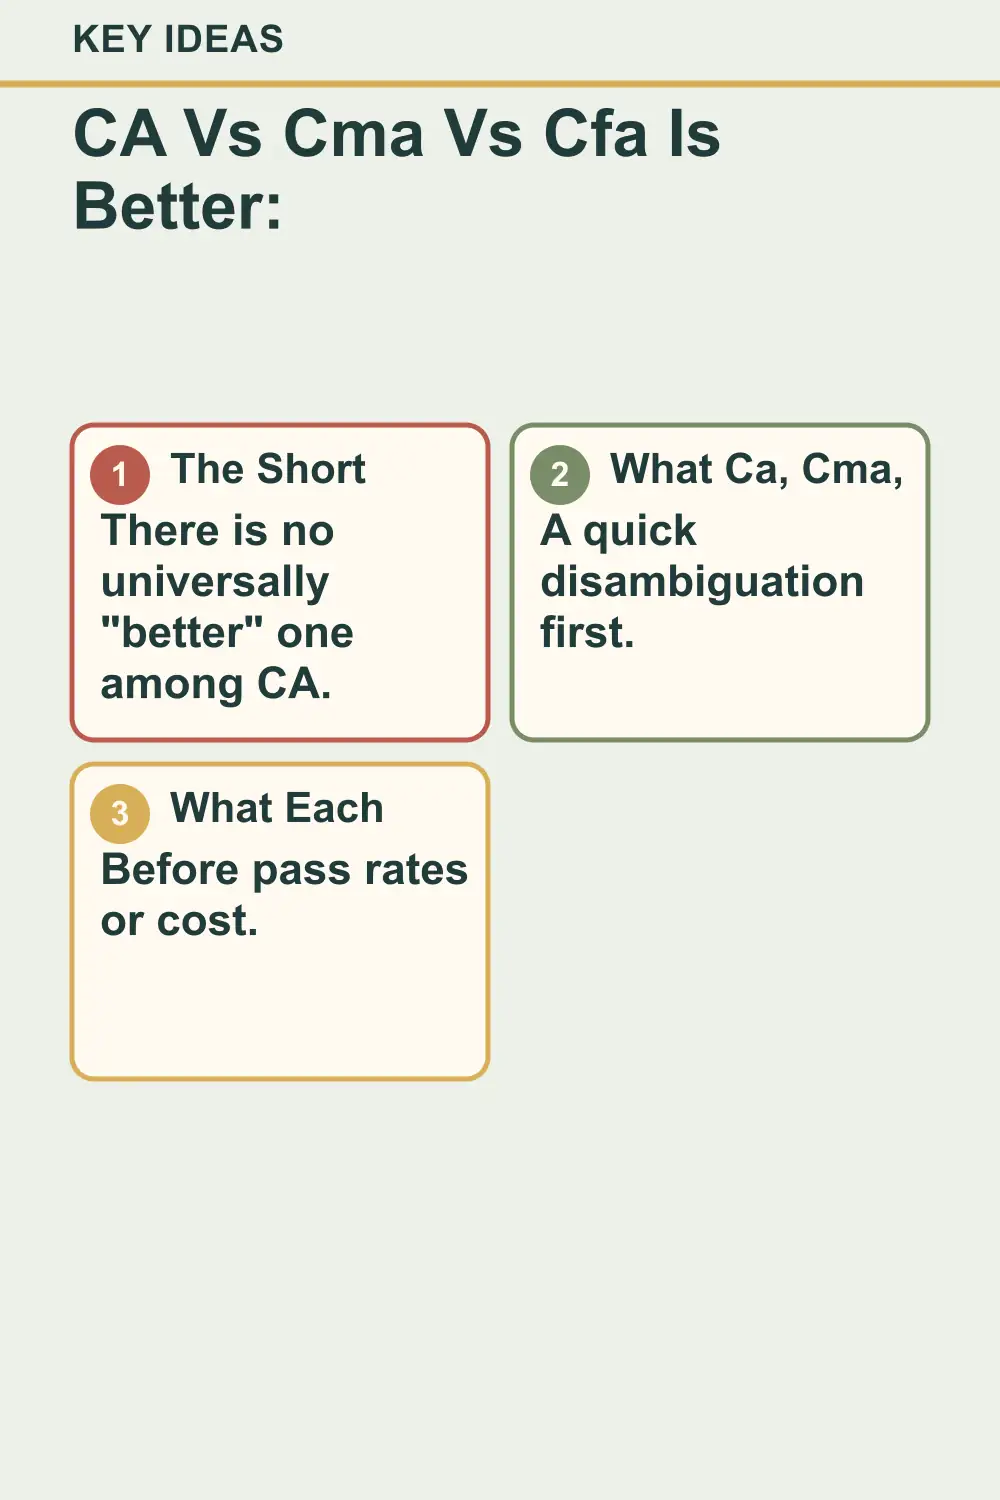 KEY IDEAS
CA Vs Cma Vs Cfa Is
Better:
1 The Short
There is no
universally
"better" one
among CA.
2 What Ca, Cma,
A quick
disambiguation
first.
3 What Each
Before pass rates
or cost.